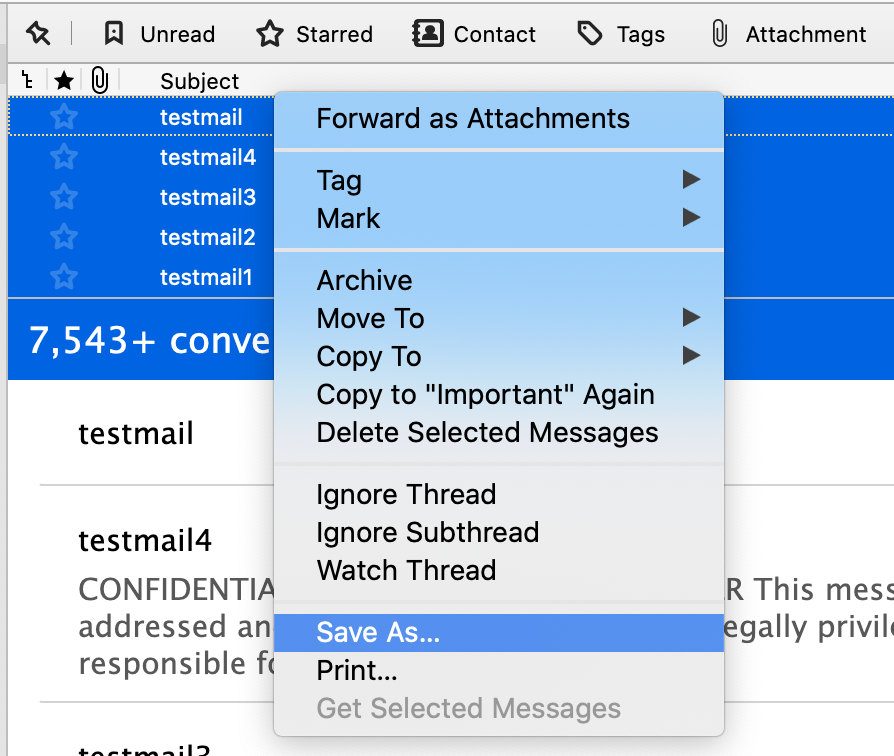 Unread Starred Contact Tags Attachment
Subject
testmail
testmail4
testmail3
testmail2
testmail1
7,543+ conve
testmail
testmail4
CONFIDENTIA
R This mess
addressed an
egally privil
responsible fo
Forward as Attachments
Tag
Mark
Archive
Move To
Copy To
Copy to "Important" Again
Delete Selected Messages
Ignore Thread
Ignore Subthread
Watch Thread
Save As...
Print...
Get Selected Messages
testmail3